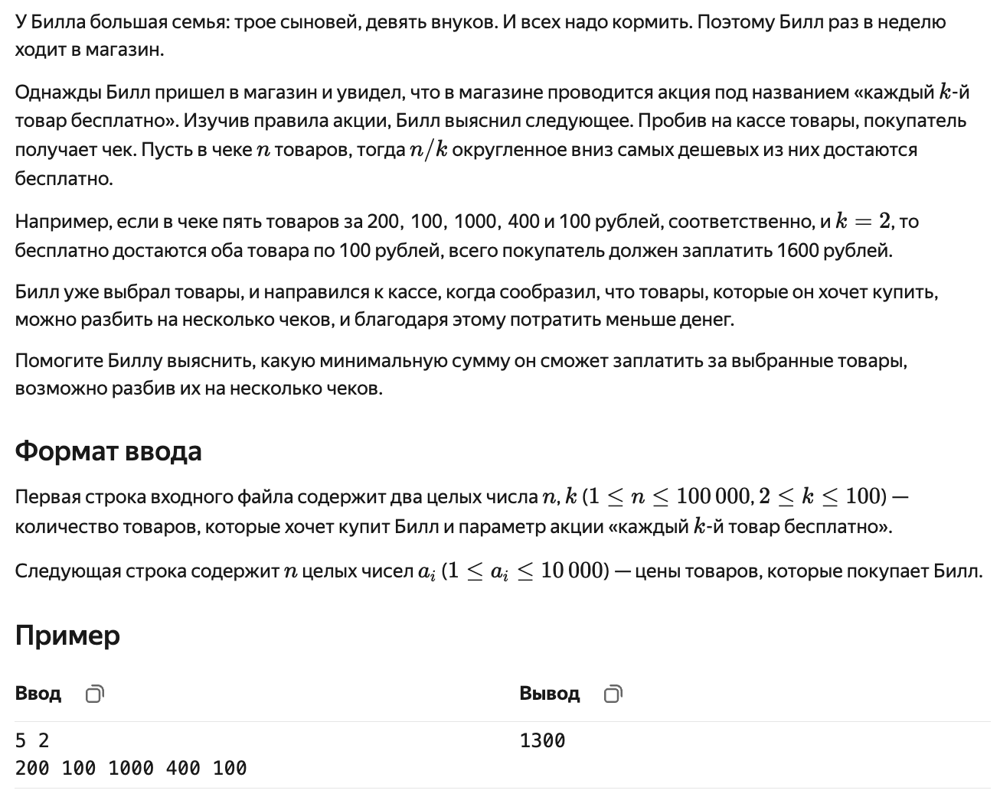 У Билла большая семья: трое сыновей, девять внуков. И всех надо кормить. Поэтому Билл раз в неделю
ходит в магазин.
Однажды Билл пришел в магазин и увидел, что в магазине проводится акция под названием «каждый k-й
товар бесплатно». Изучив правила акции, Билл выяснил следующее. Пробив на кассе товары, покупатель
получает чек. Пусть в чеке n товаров, тогда n/k округленное вниз самых дешевых из них достаются
бесплатно.
Например, если в чеке пять товаров за 200, 100, 1000, 400 и 100 рублей, соответственно, и k = 2, то
бесплатно достаются оба товара по 100 рублей, всего покупатель должен заплатить 1600 рублей.
Билл уже выбрал товары, и направился к кассе, когда сообразил, что товары, которые он хочет купить,
можно разбить на несколько чеков, и благодаря этому потратить меньше денег.
Помогите Биллу выяснить, какую минимальную сумму он сможет заплатить за выбранные товары,
возможно разбив их на несколько чеков.
Формат ввода
Первая строка входного файла содержит два целых числа n, k (1 ≤ n ≤ 100 000, 2 ≤ k ≤ 100) —
количество товаров, которые хочет купит Билл и параметр акции «каждый k-й товар бесплатно».
Следующая строка содержит n целых чисел a_i (1 ≤ a_i ≤ 10 000) — цены товаров, которые покупает Билл.
Пример
Ввод Вывод
5 2 1300
200 100 1000 400 100